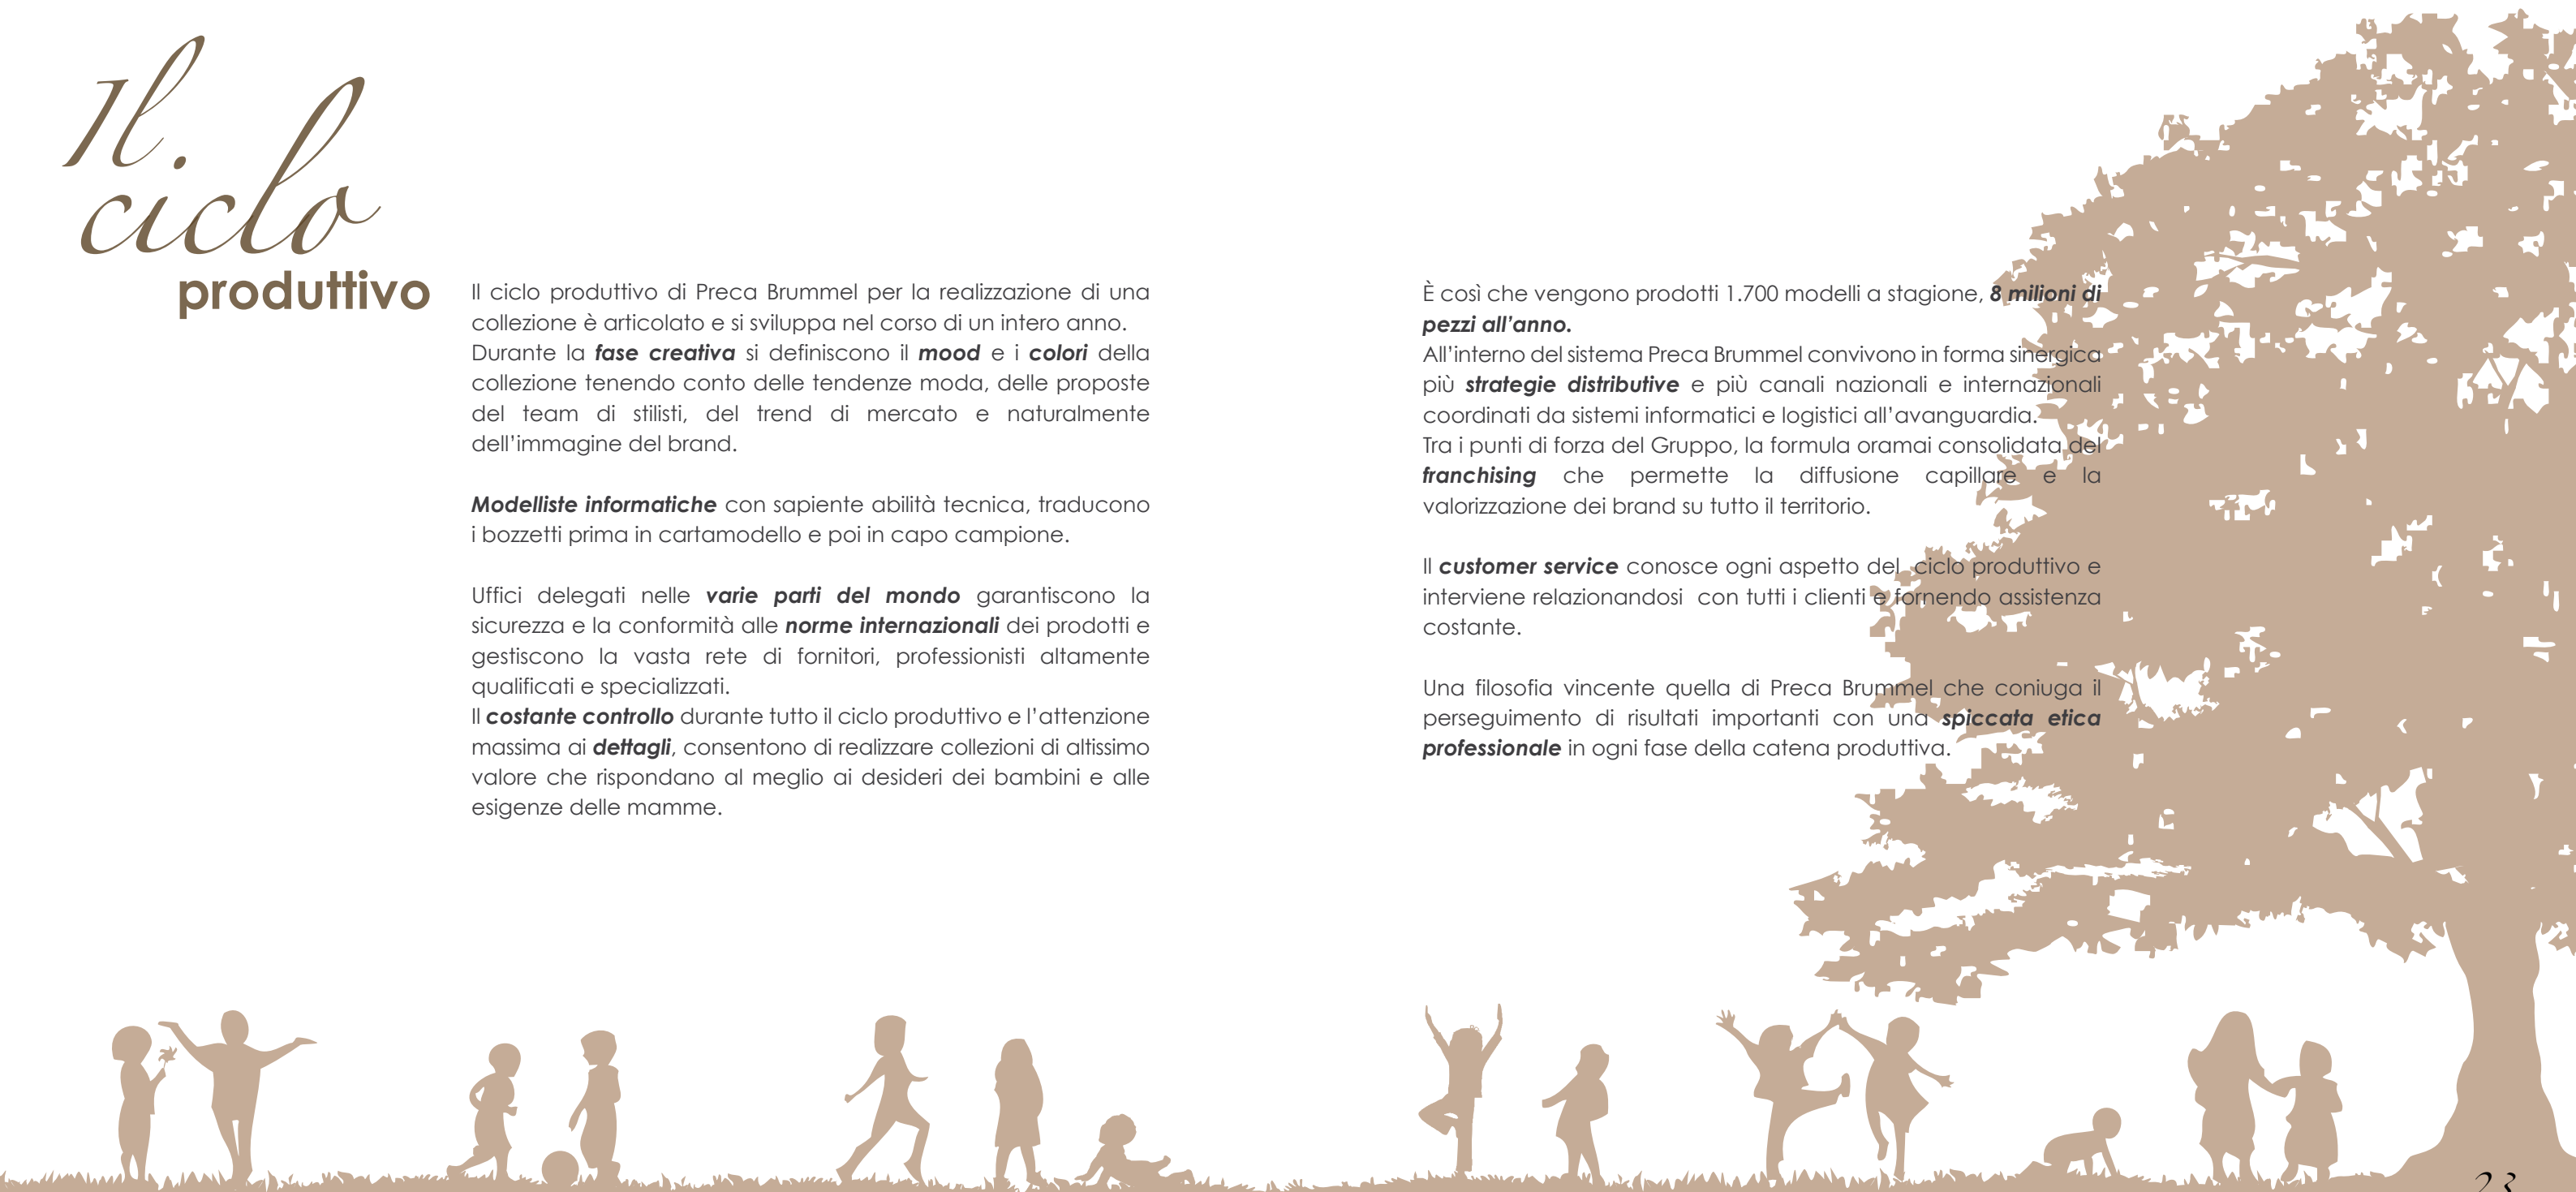 Il
ciclo
produttivo
Il ciclo produttivo di Preca Brummel per la realizzazione di una
collezione è articolato e si sviluppa nel corso di un intero anno.
Durante la fase creativa si definiscono il mood e i colori della
collezione tenendo conto delle tendenze moda, delle proposte
del team di stilisti, del trend di mercato e naturalmente
dell’immagine del brand.
Modelliste informatiche con sapiente abilità tecnica, traducono
i bozzetti prima in cartamodello e poi in capo campione.
Uffici delegati nelle varie parti del mondo garantiscono la
sicurezza e la conformità alle norme internazionali dei prodotti e
gestiscono la vasta rete di fornitori, professionisti altamente
qualificati e specializzati.
Il costante controllo durante tutto il ciclo produttivo e l’attenzione
massima ai dettagli, consentono di realizzare collezioni di altissimo
valore che rispondano al meglio ai desideri dei bambini e alle
esigenze delle mamme.
È così che vengono prodotti 1.700 modelli a stagione, 8 milioni di
pezzi all’anno.
All’interno del sistema Preca Brummel convivono in forma sinergica
più strategie distributive e più canali nazionali e internazionali
coordinati da sistemi informatici e logistici all’avanguardia.
Tra i punti di forza del Gruppo, la formula oramai consolidata del
franchising che permette la diffusione capillare e la
valorizzazione dei brand su tutto il territorio.
Il customer service conosce ogni aspetto del ciclo produttivo e
interviene relazionandosi con tutti i clienti e fornendo assistenza
costante.
Una filosofia vincente quella di Preca Brummel che coniuga il
perseguimento di risultati importanti con una spiccata etica
professionale in ogni fase della catena produttiva.
23